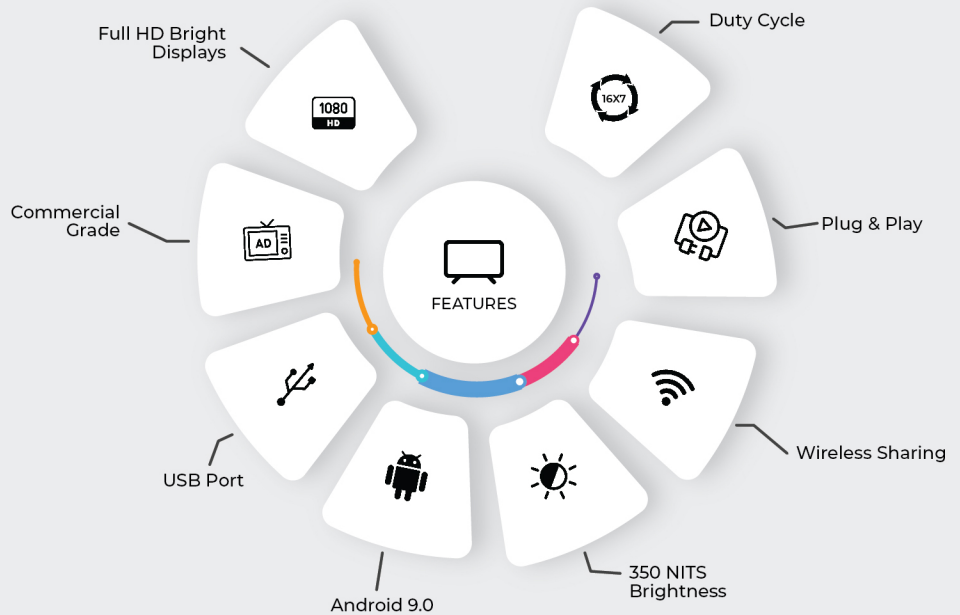 Full HD Bright
Displays
1080
HD
Commercial
Grade
AD
USB Port
Android 9.0
350 NITS
Brightness
Wireless Sharing
Plug & Play
Duty Cycle
16X7
FEATURES